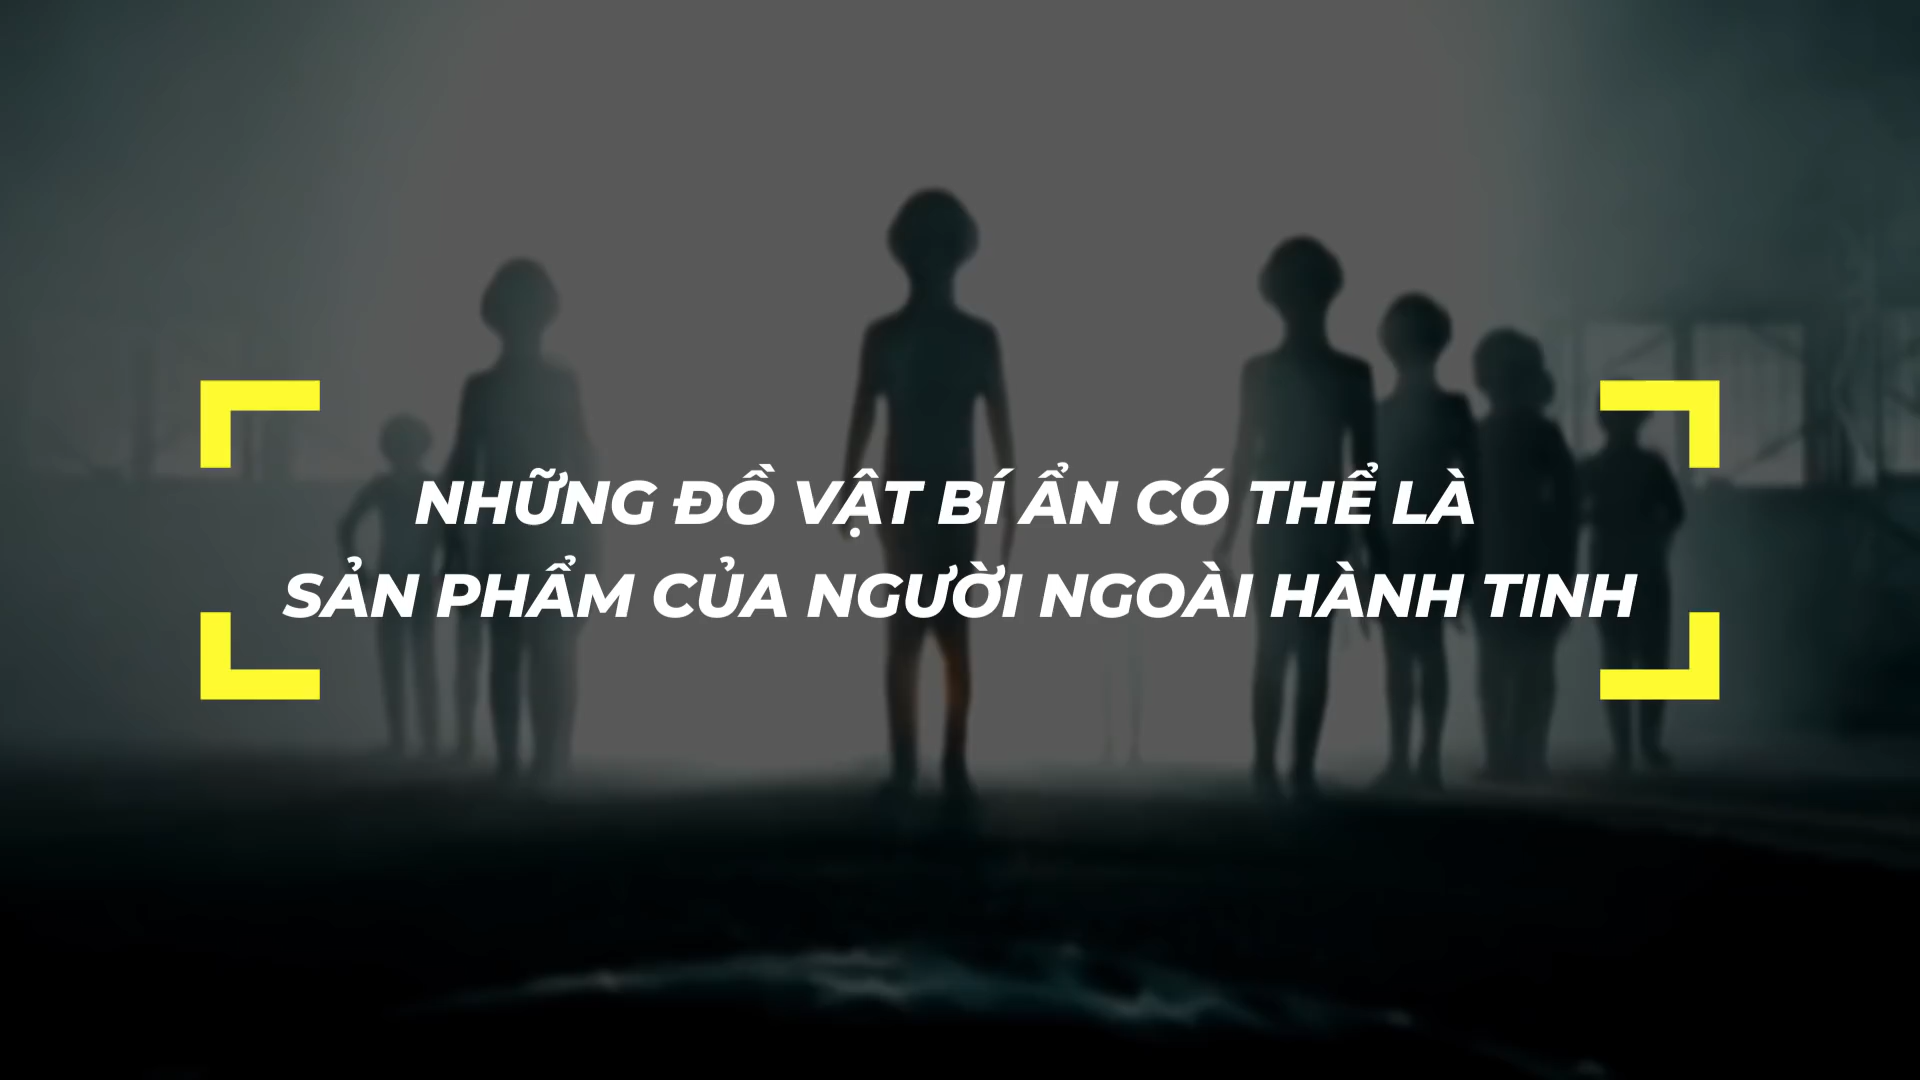 NHỮNG ĐỒ VẬT BÍ ẨN CÓ THỂ LÀ
SẢN PHẨM CỦA NGƯỜI NGOÀI HÀNH TINH